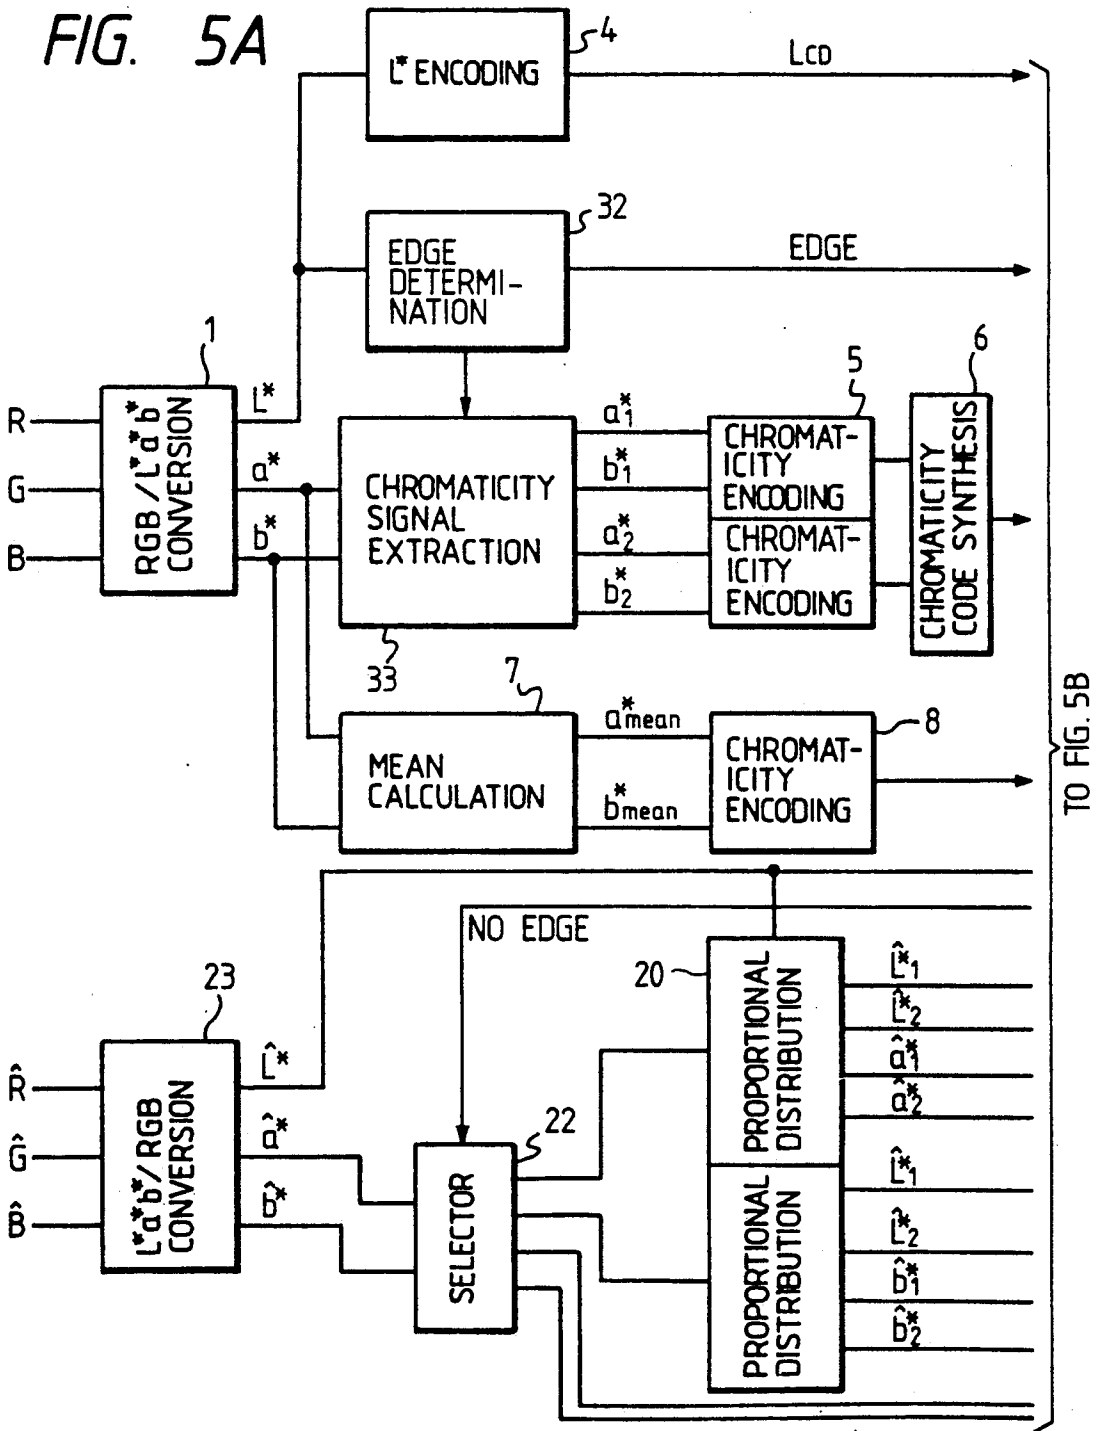 FIG. 5A
4
L* ENCODING
LCD
32
EDGE
DETERMI-
NATION
EDGE
1
R
G
B
RGB/L*a*b*
CONVERSION
L*
a*
b*
CHROMATICITY
SIGNAL
EXTRACTION
33
a*1
b*1
a*2
b*2
5
CHROMAT-
ICITY
ENCODING
CHROMAT-
ICITY
ENCODING
6
CHROMATICITY
CODE SYNTHESIS
7
MEAN
CALCULATION
a*mean
b*mean
8
CHROMAT-
ICITY
ENCODING
TO FIG. 5B
NO EDGE
20
PROPORTIONAL
DISTRIBUTION
PROPORTIONAL
DISTRIBUTION
L̂*1
L̂*2
â*1
â*2
L̂*1
L̂*2
b̂*1
b̂*2
23
R̂
Ĝ
B̂
L*a*b*/RGB
CONVERSION
L̂*
â*
b̂*
22
SELECTOR